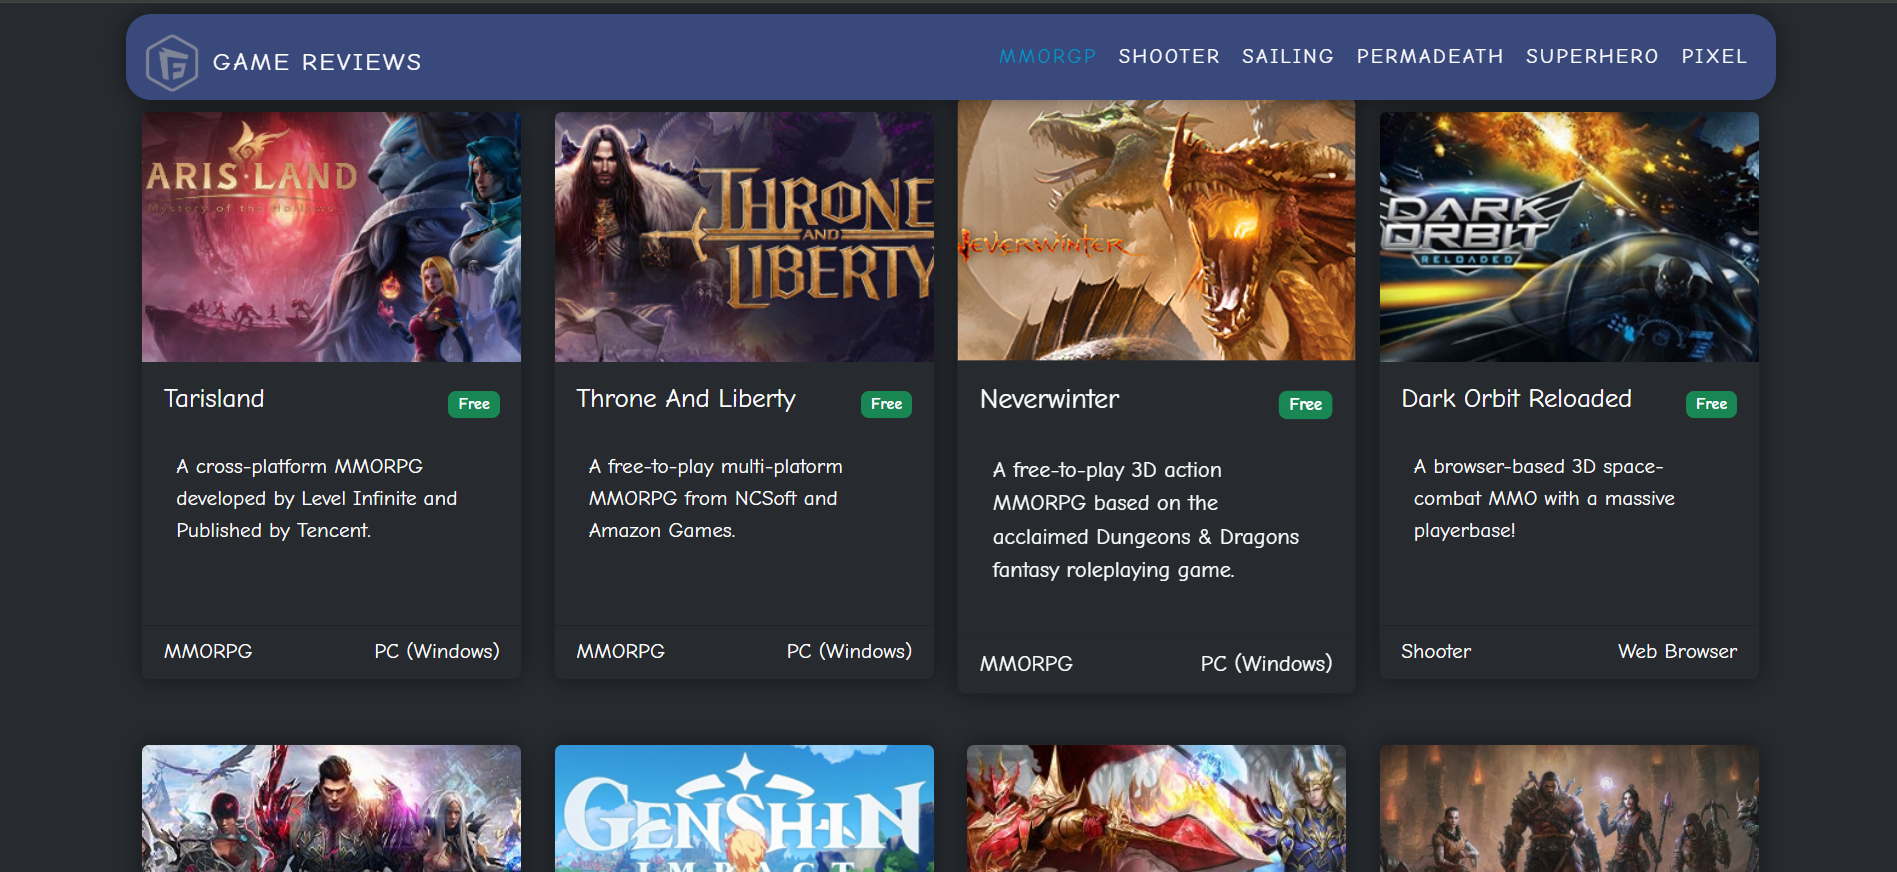 GAME REVIEWS
MMORGP SHOOTER SAILING PERMADEATH SUPERHERO PIXEL
ARIS·LAND
Mystery of the Hollows
THRONE
AND
LIBERTY
NEVERWINTER
DARK
ORBIT
RELOADED
Tarisland Free
Throne And Liberty Free
Neverwinter Free
Dark Orbit Reloaded Free
A cross-platform MMORPG
developed by Level Infinite and
Published by Tencent.
A free-to-play multi-platorm
MMORPG from NCSoft and
Amazon Games.
A free-to-play 3D action
MMORPG based on the
acclaimed Dungeons & Dragons
fantasy roleplaying game.
A browser-based 3D space-
combat MMO with a massive
playerbase!
MMORPG PC (Windows)
MMORPG PC (Windows)
MMORPG PC (Windows)
Shooter Web Browser
GENSHIN
IMPACT